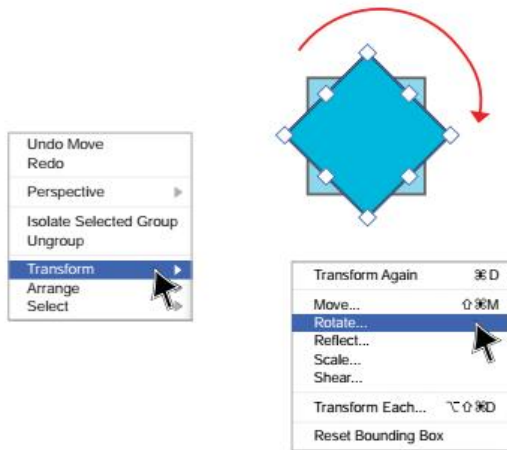 Undo Move
Redo
Perspective
Isolate Selected Group
Ungroup
Transform
Arrange
Select
Transform Again ⌘D
Move... ⇧⌘M
Rotate...
Reflect...
Scale...
Shear...
Transform Each... ⌥⇧⌘D
Reset Bounding Box